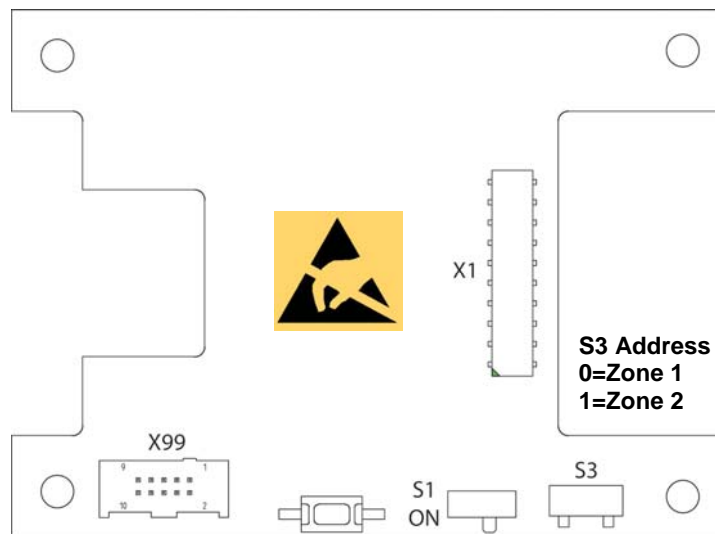 X1
S3 Address
0=Zone 1
1=Zone 2
X99
9 1
10 2
S1
ON
S3